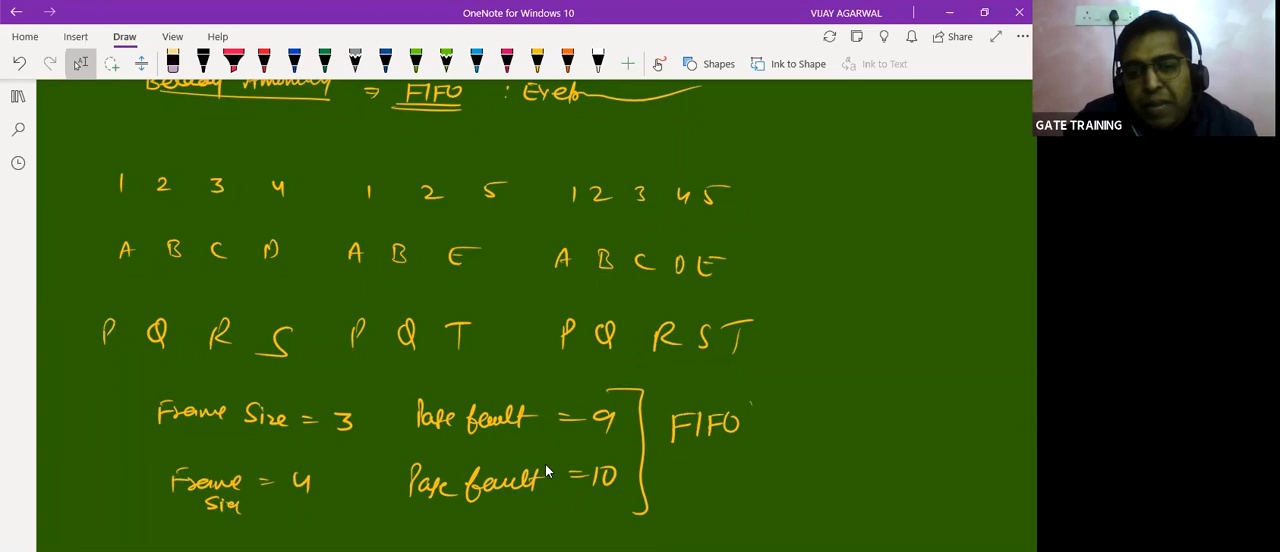 OneNote for Windows 10
VIJAY AGARWAL
Home Insert Draw View Help
Share
Shapes Ink to Shape Ink to Text
GATE TRAINING
⇒ FIFO :
1 2 3 4 1 2 5 1 2 3 4 5
A B C D A B E A B C D E
P Q R S P Q T P Q R S T
Frame Size = 3 Page fault = 9
FIFO
Frame Size = 4 Page fault = 10